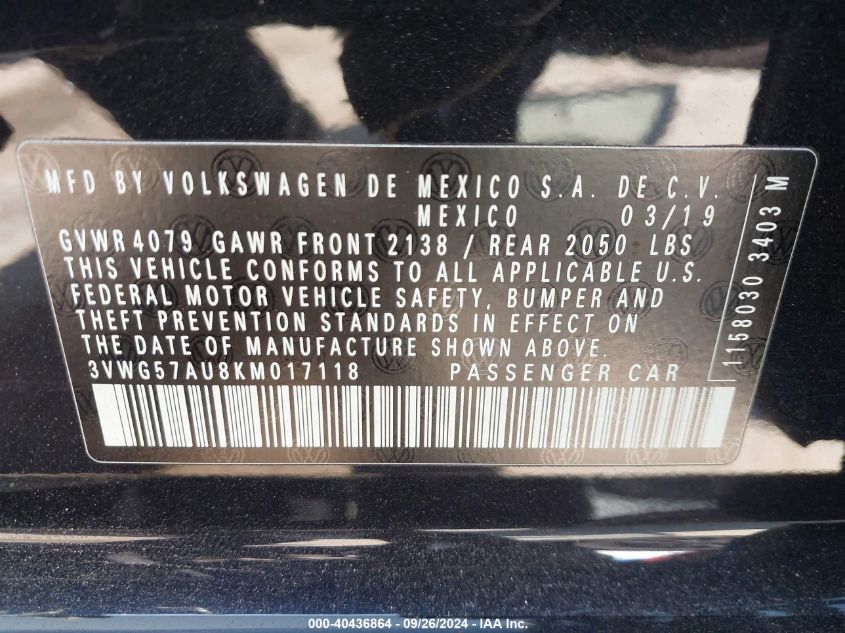 MFD BY VOLKSWAGEN DE MEXICO S.A. DE C.V.
MEXICO 03/19
GVWR 4079 GAWR FRONT 2138 / REAR 2050 LBS
THIS VEHICLE CONFORMS TO ALL APPLICABLE U.S.
FEDERAL MOTOR VEHICLE SAFETY, BUMPER AND
THEFT PREVENTION STANDARDS IN EFFECT ON
THE DATE OF MANUFACTURE SHOWN ABOVE.
3VWG57AU8KM017118 PASSENGER CAR
1158030 3403 M
000-40436864 - 09/26/2024 - IAA Inc.